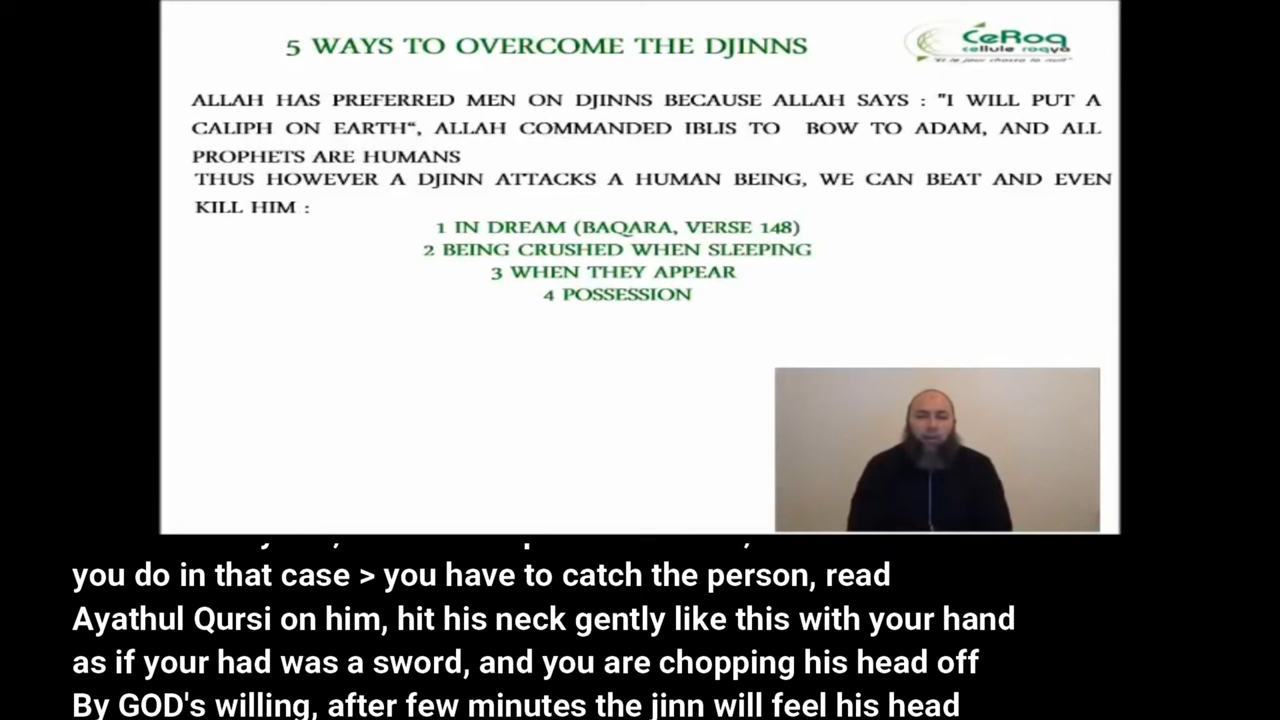 5 WAYS TO OVERCOME THE DJINNS
CeRoq
cellule roqya
ALLAH HAS PREFERRED MEN ON DJINNS BECAUSE ALLAH SAYS : "I WILL PUT A
CALIPH ON EARTH“, ALLAH COMMANDED IBLIS TO BOW TO ADAM, AND ALL
PROPHETS ARE HUMANS
THUS HOWEVER A DJINN ATTACKS A HUMAN BEING, WE CAN BEAT AND EVEN
KILL HIM :
1 IN DREAM (BAQARA, VERSE 148)
2 BEING CRUSHED WHEN SLEEPING
3 WHEN THEY APPEAR
4 POSSESSION
you do in that case > you have to catch the person, read
Ayathul Qursi on him, hit his neck gently like this with your hand
as if your had was a sword, and you are chopping his head off
By GOD's willing, after few minutes the jinn will feel his head